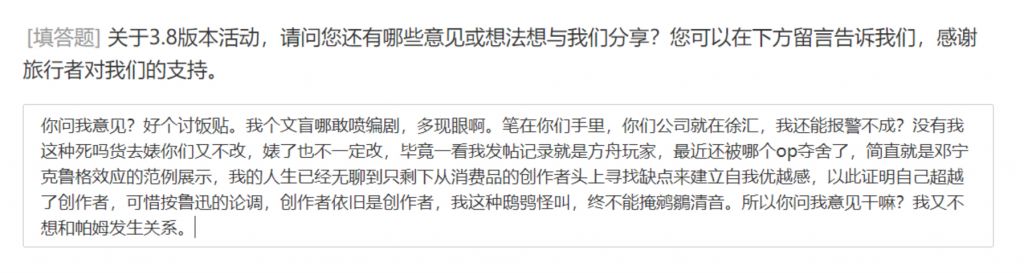 [填答题] 关于3.8版本活动，请问您还有哪些意见或想法想与我们分享？您可以在下方留言告诉我们，感谢
旅行者对我们的支持。
你问我意见？好个讨饭贴。我个文盲哪敢喷编剧，多现眼啊。笔在你们手里，你们公司就在徐汇，我还能报警不成？没有我
这种死吗货去婊你们又不改，婊了也不一定改，毕竟一看我发帖记录就是方舟玩家，最近还被哪个op夺舍了，简直就是邓宁
克鲁格效应的范例展示，我的人生已经无聊到只剩下从消费品的创作者头上寻找缺点来建立自我优越感，以此证明自己超越
了创作者，可惜按鲁迅的论调，创作者依旧是创作者，我这种鸱鸮怪叫，终不能掩鹓鶵清音。所以你问我意见干嘛？我又不
想和帕姆发生关系。